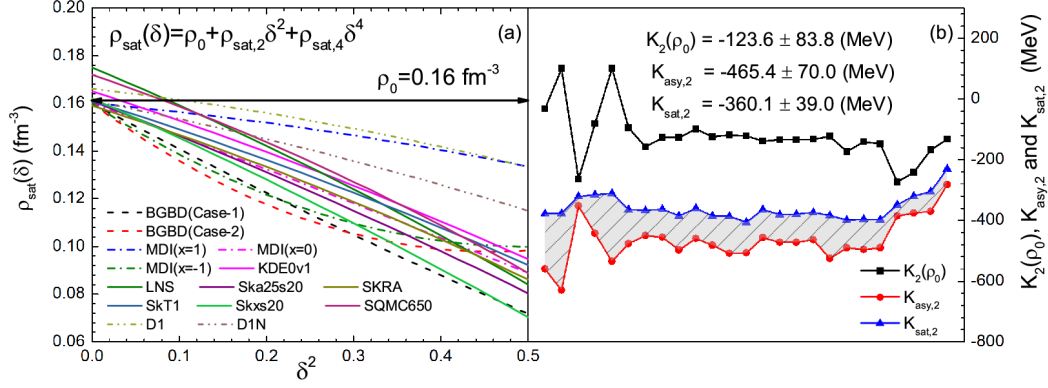 ρsat(δ)=ρ0+ρsat,2δ²+ρsat,4δ⁴
(a)
ρ0=0.16 fm⁻³
ρsat(δ) (fm⁻³)
0.20
0.18
0.16
0.14
0.12
0.10
0.08
0.06
BGBD(Case-1)
BGBD(Case-2)
MDI(x=1) MDI(x=0)
MDI(x=-1) KDE0v1
LNS Ska25s20 SKRA
SkT1 Skxs20 SQMC650
D1 D1N
0.0 0.1 0.2 0.3 0.4 0.5
δ²
(b)
K2(ρ0) = -123.6 ± 83.8 (MeV)
Kasy,2 = -465.4 ± 70.0 (MeV)
Ksat,2 = -360.1 ± 39.0 (MeV)
K2(ρ0)
Kasy,2
Ksat,2
200
0
-200
-400
-600
-800
K2(ρ0), Kasy,2 and Ksat,2 (MeV)